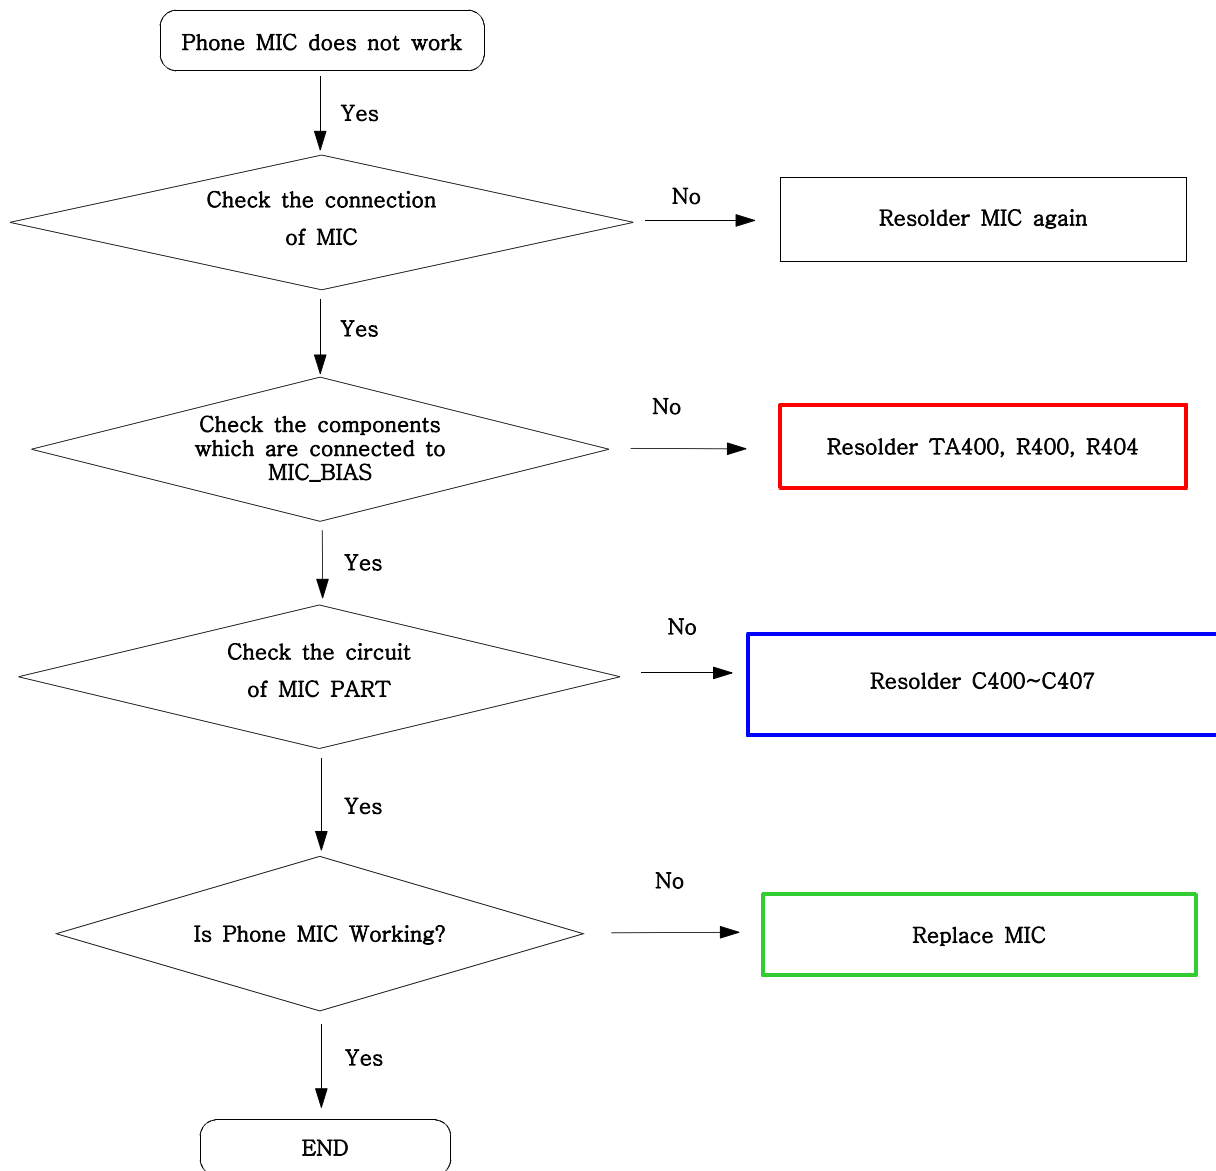 Phone MIC does not work
Yes
Check the connection
of MIC
No
Resolder MIC again
Yes
Check the components
which are connected to
MIC_BIAS
No
Resolder TA400, R400, R404
Yes
Check the circuit
of MIC PART
No
Resolder C400~C407
Yes
Is Phone MIC Working?
No
Replace MIC
Yes
END